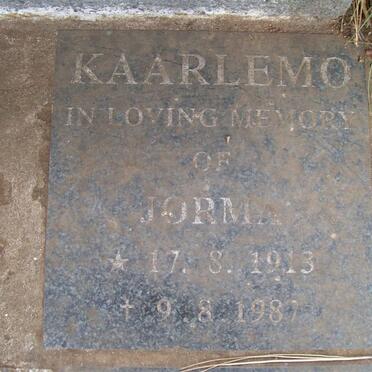 KAARLEMO
IN LOVING MEMORY
OF
JORMA
* 17. 8. 1913
† 9. 8. 1987